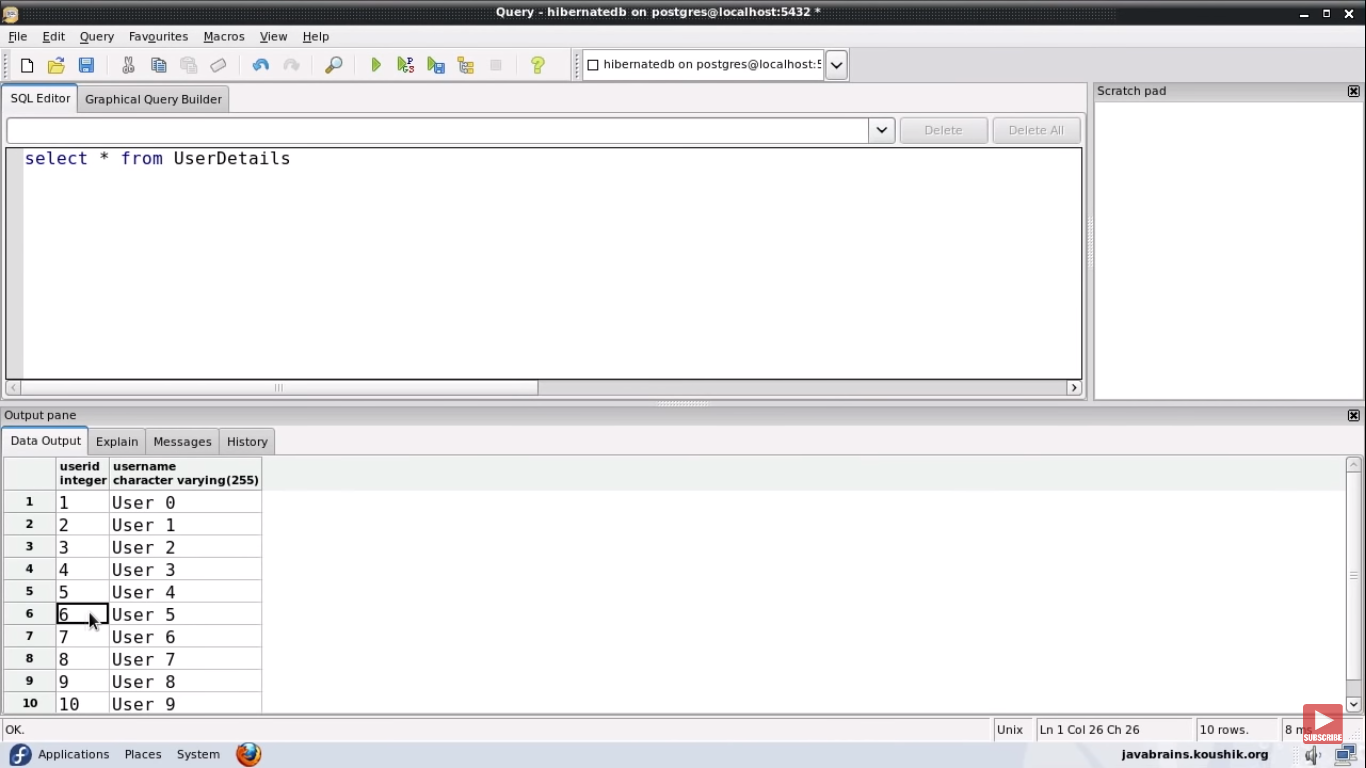 Query - hibernatedb on postgres@localhost:5432 *
File Edit Query Favourites Macros View Help
hibernatedb on postgres@localhost:5
SQL Editor Graphical Query Builder
Scratch pad
Delete Delete All
select * from UserDetails
Output pane
Data Output Explain Messages History
userid username
integer character varying(255)
1 1 User 0
2 2 User 1
3 3 User 2
4 4 User 3
5 5 User 4
6 6 User 5
7 7 User 6
8 8 User 7
9 9 User 8
10 10 User 9
OK. Unix Ln 1 Col 26 Ch 26 10 rows. 8 ms
SUBSCRIBE
Applications Places System javabrains.koushik.org